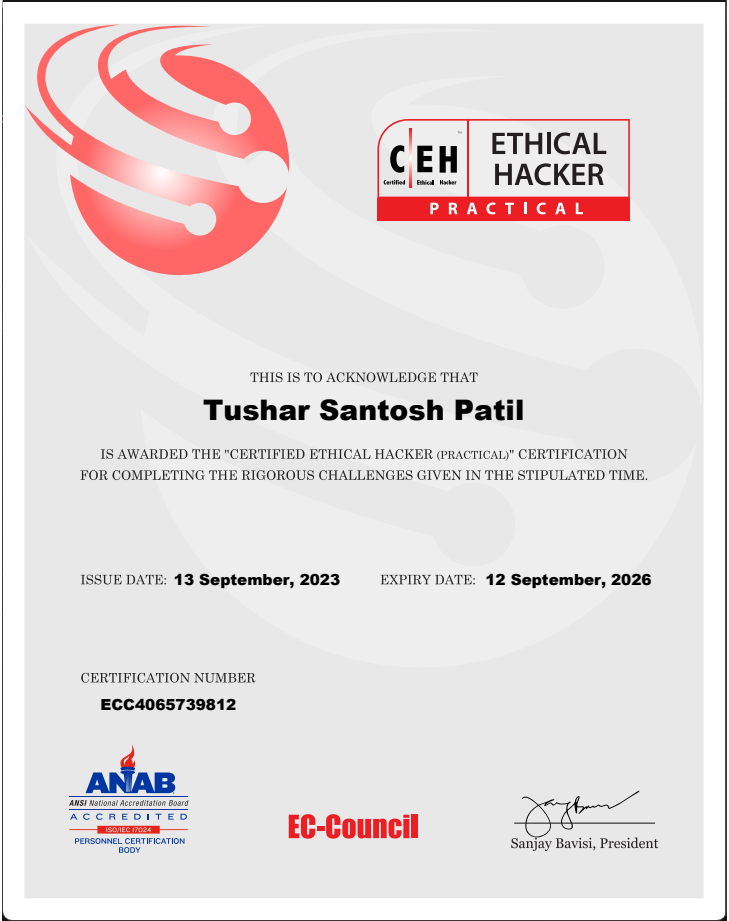 C|EH™
Certified Ethical Hacker
ETHICAL
HACKER
PRACTICAL
THIS IS TO ACKNOWLEDGE THAT
Tushar Santosh Patil
IS AWARDED THE "CERTIFIED ETHICAL HACKER (PRACTICAL)" CERTIFICATION
FOR COMPLETING THE RIGOROUS CHALLENGES GIVEN IN THE STIPULATED TIME.
ISSUE DATE: 13 September, 2023 EXPIRY DATE: 12 September, 2026
CERTIFICATION NUMBER
ECC4065739812
ANAB
ANSI National Accreditation Board
ACCREDITED
ISO/IEC 17024
PERSONNEL CERTIFICATION
BODY
EC-Council
Sanjay Bavisi, President